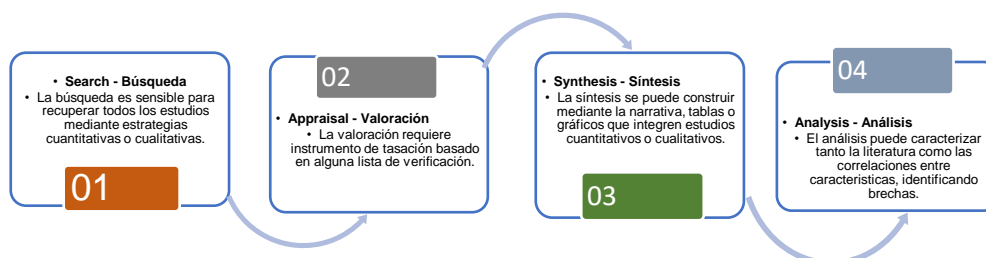 • Search - Búsqueda
• La búsqueda es sensible para
recuperar todos los estudios
mediante estrategias
cuantitativas o cualitativas.
01
02
• Appraisal - Valoración
• La valoración requiere
instrumento de tasación basado
en alguna lista de verificación.
• Synthesis - Síntesis
• La síntesis se puede construir
mediante la narrativa, tablas o
gráficos que integren estudios
cuantitativos o cualitativos.
03
04
• Analysis - Análisis
• El análisis puede caracterizar
tanto la literatura como las
correlaciones entre
caracteristicas, identificando
brechas.